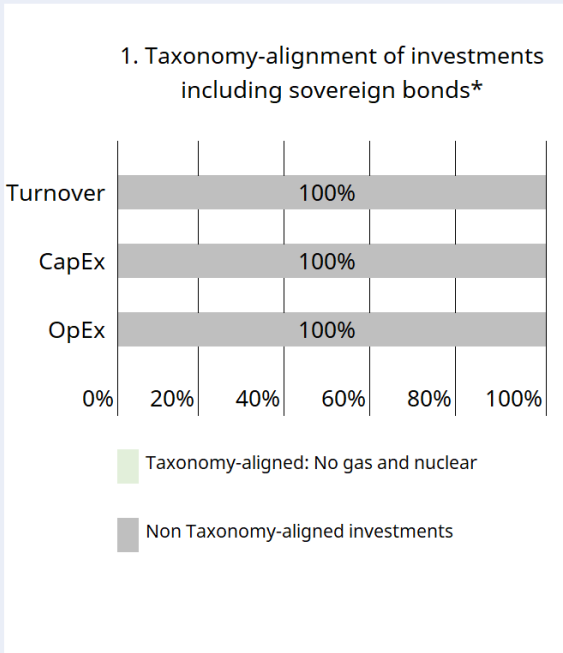 1. Taxonomy-alignment of investments
including sovereign bonds*
Turnover 100%
CapEx 100%
OpEx 100%
0% 20% 40% 60% 80% 100%
Taxonomy-aligned: No gas and nuclear
Non Taxonomy-aligned investments